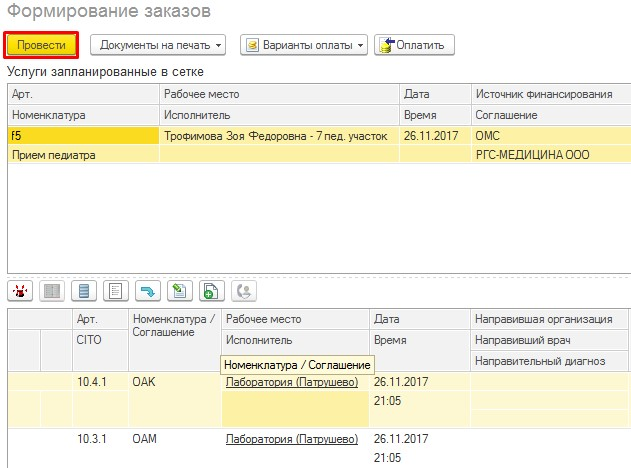 Формирование заказов
Провести Документы на печать Варианты оплаты Оплатить
Услуги запланированные в сетке
Арт. Рабочее место Дата Источник финансирования
Номенклатура Исполнитель Время Соглашение
f5 Трофимова Зоя Федоровна - 7 пед. участок 26.11.2017 ОМС
Прием педиатра РГС-МЕДИЦИНА ООО
Арт. Номенклатура / Рабочее место Дата Направившая организация
CITO Соглашение Исполнитель Время Направивший врач
Номенклатура / Соглашение Направительный диагноз
10.4.1 ОАК Лаборатория (Патрушево) 26.11.2017
21:05
10.3.1 ОАМ Лаборатория (Патрушево) 26.11.2017
21:05